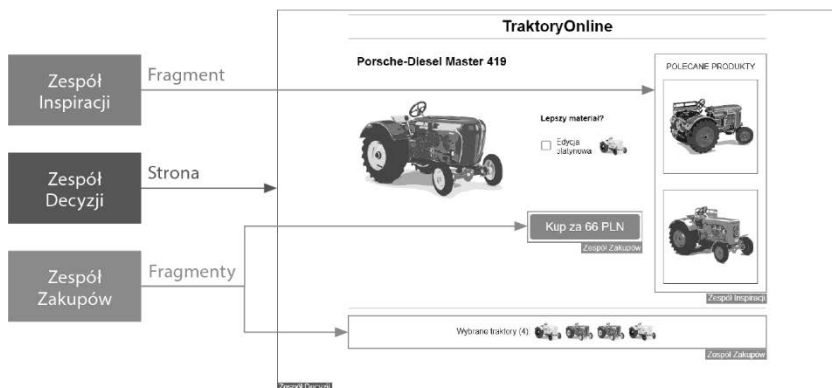 TraktoryOnline
Zespół
Inspiracji
Fragment
Porsche-Diesel Master 419
POLECANE PRODUKTY
Lepszy materiał?
Edycja
platynowa
Zespół
Decyzji
Strona
Kup za 66 PLN
Zespół Zakupów
Zespół
Zakupów
Fragmenty
Zespół Inspiracji
Wybrano traktory (4)
Zespół Zakupów
Zespół Decyzji